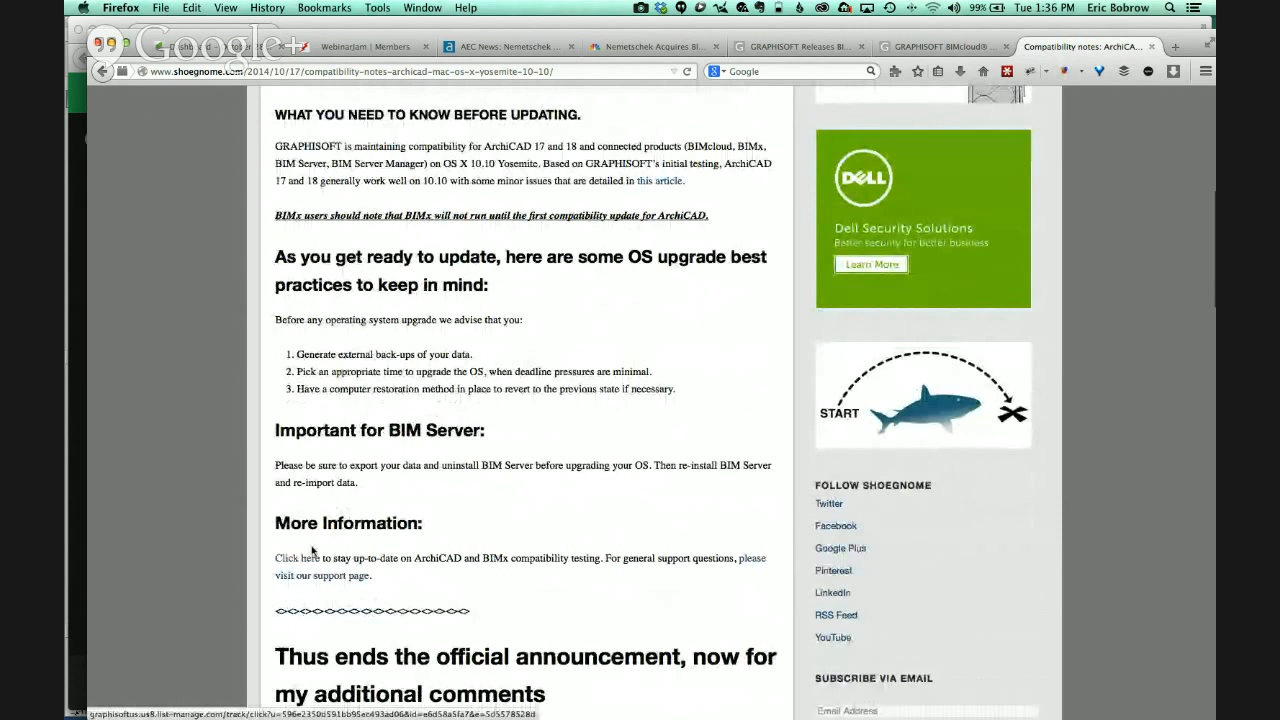 Firefox File Edit View History Bookmarks Tools Window Help
99% Tue 1:36 PM Eric Bobrow
Google+
Dashboard October 28
WebinarJam | Members
AEC News: Nemetschek ...
Nemetschek Acquires BI...
GRAPHISOFT Releases BI...
GRAPHISOFT BIMcloud® ...
Compatibility notes: ArchiCA...
www.shoegnome.com/2014/10/17/compatibility-notes-archicad-mac-os-x-yosemite-10-10/
Google
WHAT YOU NEED TO KNOW BEFORE UPDATING.
GRAPHISOFT is maintaining compatibility for ArchiCAD 17 and 18 and connected products (BIMcloud, BIMx,
BIM Server, BIM Server Manager) on OS X 10.10 Yosemite. Based on GRAPHISOFT's initial testing, ArchiCAD
17 and 18 generally work well on 10.10 with some minor issues that are detailed in this article.
BIMx users should note that BIMx will not run until the first compatibility update for ArchiCAD.
As you get ready to update, here are some OS upgrade best
practices to keep in mind:
Before any operating system upgrade we advise that you:
1. Generate external back-ups of your data.
2. Pick an appropriate time to upgrade the OS, when deadline pressures are minimal.
3. Have a computer restoration method in place to revert to the previous state if necessary.
Important for BIM Server:
Please be sure to export your data and uninstall BIM Server before upgrading your OS. Then re-install BIM Server
and re-import data.
More Information:
Click here to stay up-to-date on ArchiCAD and BIMx compatibility testing. For general support questions, please
visit our support page.
<><><><><><><><><><><><><><><><>
Thus ends the official announcement, now for
my additional comments
DELL
Dell Security Solutions
Better security for better business
Learn More
START
FOLLOW SHOEGNOME
Twitter
Facebook
Google Plus
Pinterest
LinkedIn
RSS Feed
YouTube
SUBSCRIBE VIA EMAIL
Email Address